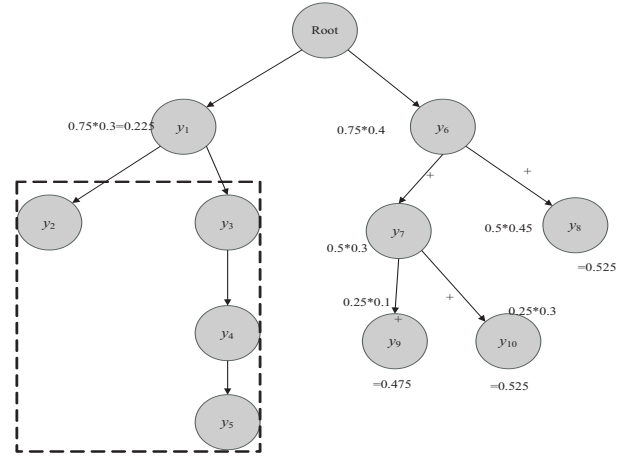 Root
0.75*0.3=0.225
y1
0.75*0.4
y6
+
+
y2
y3
0.5*0.3
y7
0.5*0.45
y8
=0.525
0.25*0.1
+
+
0.25*0.3
y4
y9
y10
=0.475
=0.525
y5